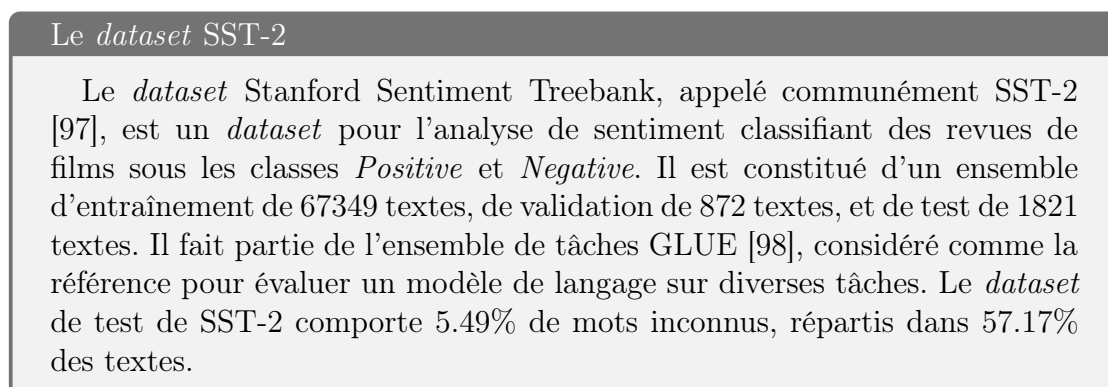 Le dataset SST-2
Le dataset Stanford Sentiment Treebank, appelé communément SST-2
[97], est un dataset pour l'analyse de sentiment classifiant des revues de
films sous les classes Positive et Negative. Il est constitué d'un ensemble
d'entraînement de 67349 textes, de validation de 872 textes, et de test de 1821
textes. Il fait partie de l'ensemble de tâches GLUE [98], considéré comme la
référence pour évaluer un modèle de langage sur diverses tâches. Le dataset
de test de SST-2 comporte 5.49% de mots inconnus, répartis dans 57.17%
des textes.